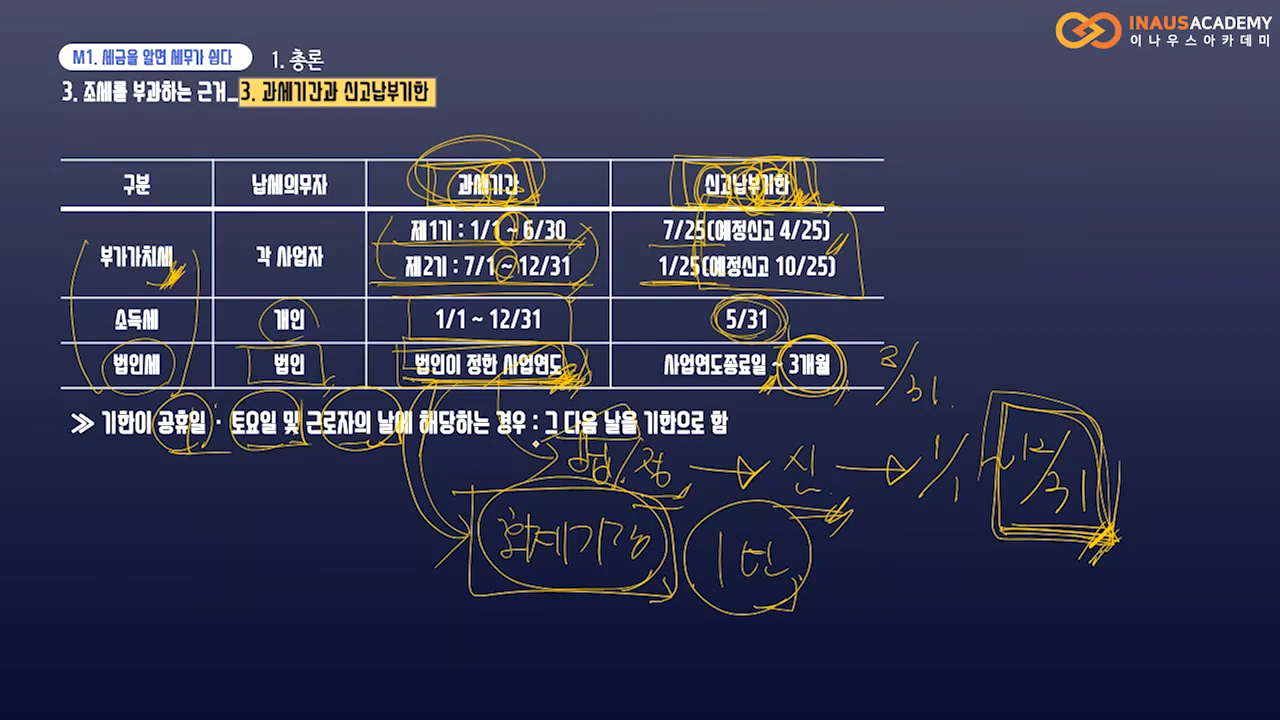 INAUSACADEMY
이나우스아카데미
M1. 세금을 알면 세무가 쉽다
1. 총론
3. 조세를 부과하는 근거_3. 과세기간과 신고납부기한
구분 납세의무자 과세기간 신고납부기한
부가가치세 각 사업자 제1기 : 1/1 ~ 6/30 7/25(예정신고 4/25)
제2기 : 7/1 ~ 12/31 1/25(예정신고 10/25)
소득세 개인 1/1 ~ 12/31 5/31
법인세 법인 법인이 정한 사업연도 사업연도종료일 ~ 3개월
3/31
≫ 기한이 공휴일 · 토요일 및 근로자의 날에 해당하는 경우 : 그 다음 날을 기한으로 함
법/정 신 1/1 ~ 12/31
회계기간 1년